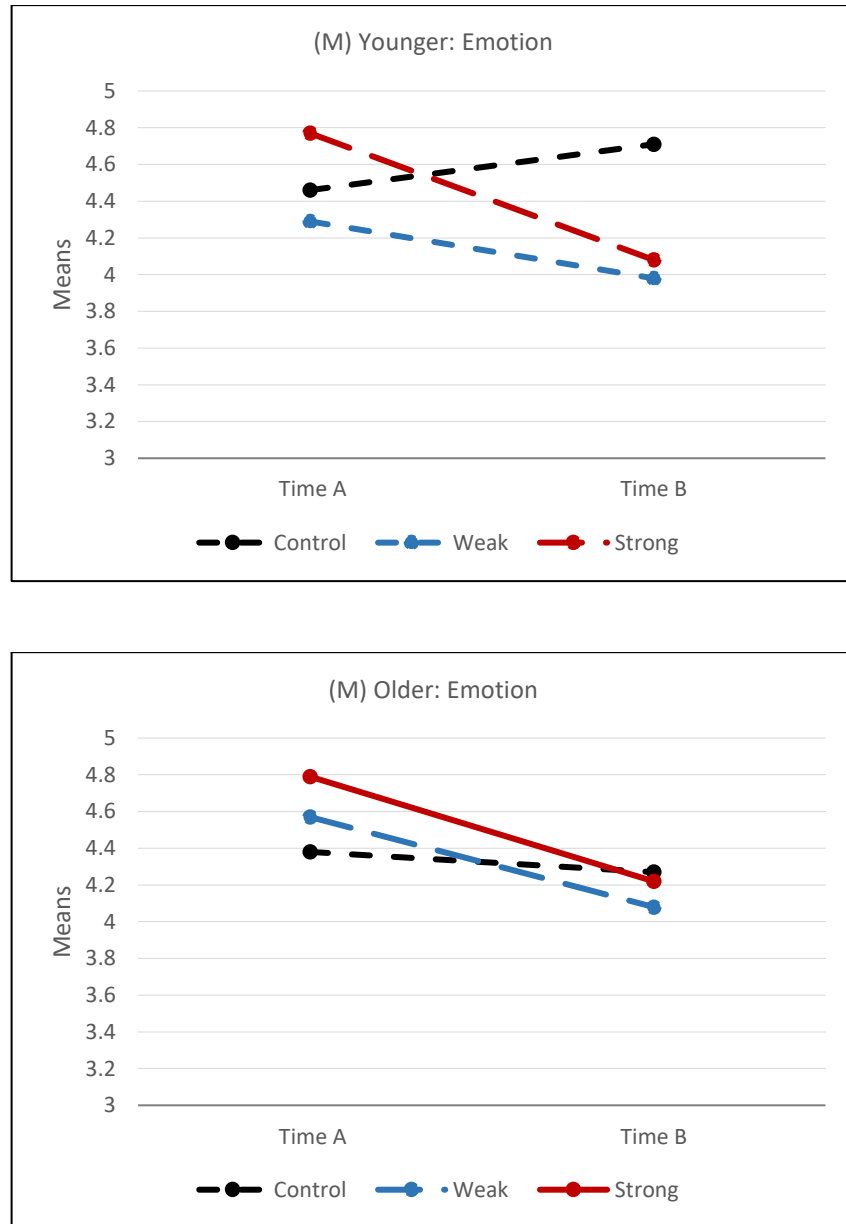 (M) Younger: Emotion
5
4.8
4.6
4.4
4.2
4
3.8
3.6
3.4
3.2
3
Means
Time A Time B
Control Weak Strong
(M) Older: Emotion
5
4.8
4.6
4.4
4.2
4
3.8
3.6
3.4
3.2
3
Means
Time A Time B
Control Weak Strong